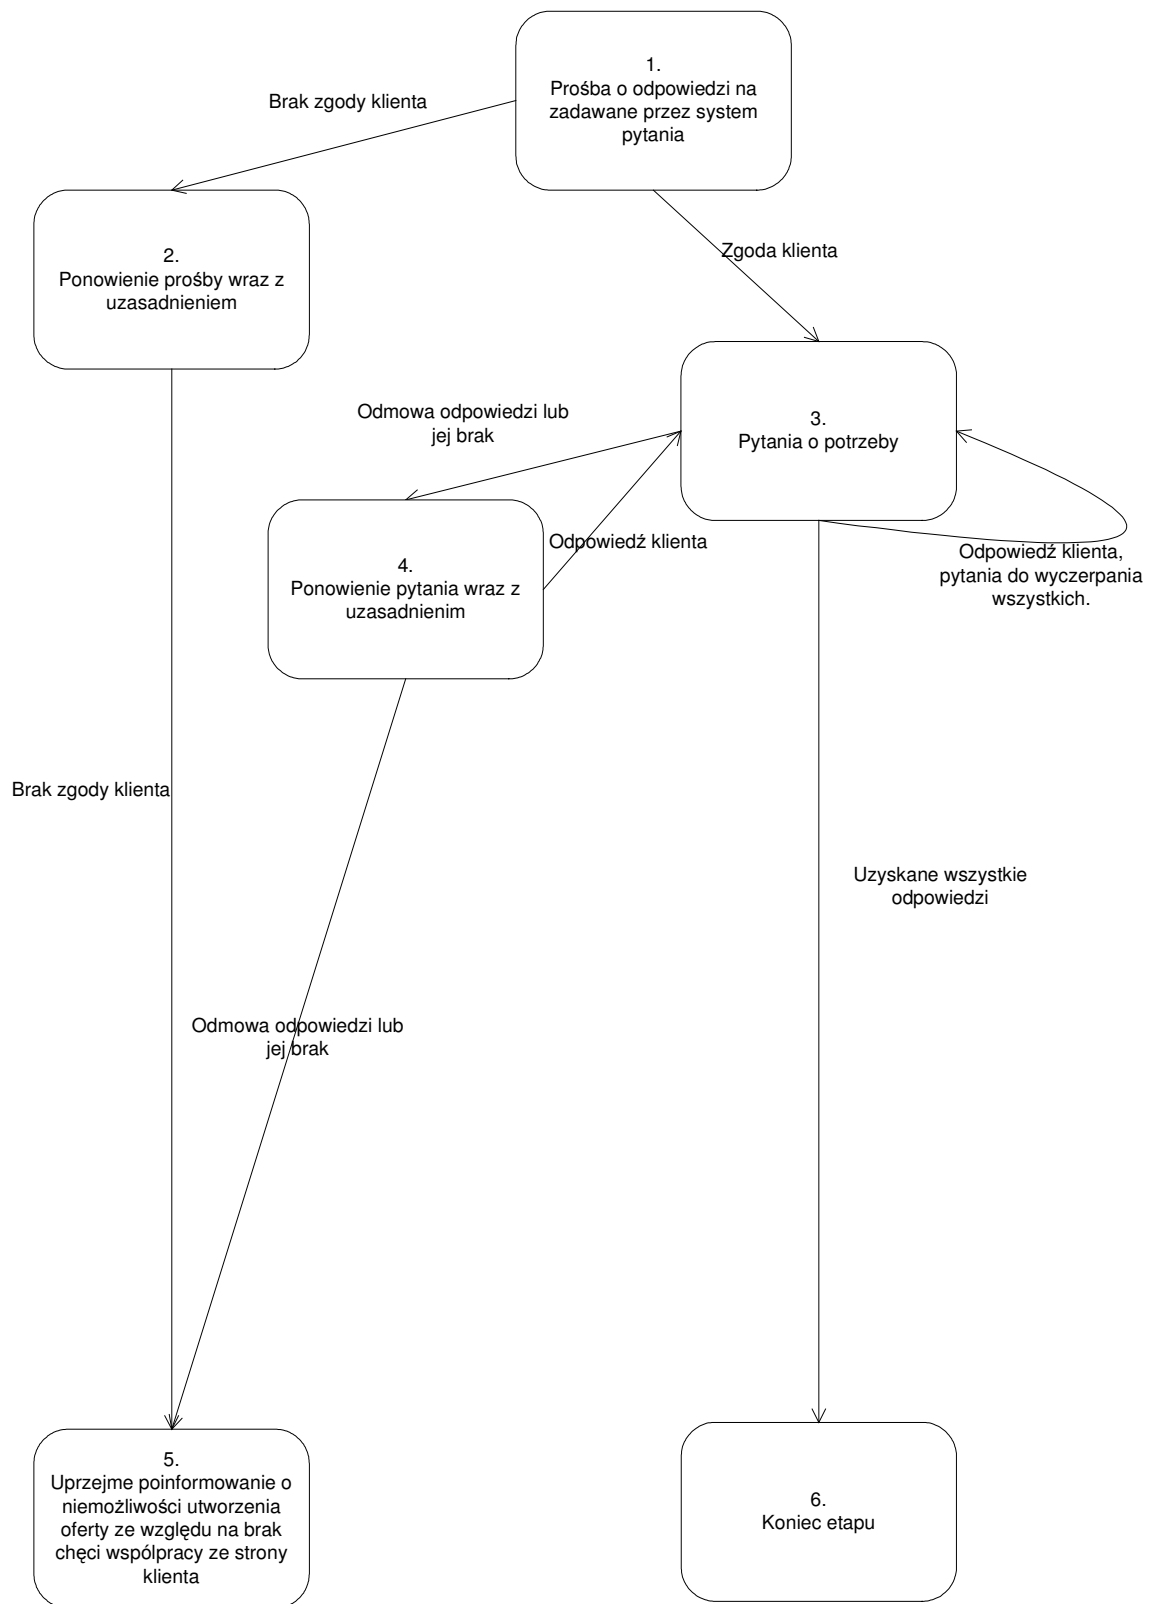 1.
Prośba o odpowiedzi na
zadawane przez system
pytania
Brak zgody klienta
2.
Ponowienie prośby wraz z
uzasadnieniem
Zgoda klienta
3.
Pytania o potrzeby
Odmowa odpowiedzi lub
jej brak
Odpowiedź klienta
4.
Ponowienie pytania wraz z
uzasadnienim
Odpowiedź klienta,
pytania do wyczerpania
wszystkich.
Brak zgody klienta
Uzyskane wszystkie
odpowiedzi
Odmowa odpowiedzi lub
jej brak
5.
Uprzejme poinformowanie o
niemożliwości utworzenia
oferty ze względu na brak
chęci wspólpracy ze strony
klienta
6.
Koniec etapu